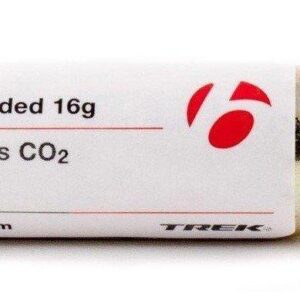 ded 16g
s CO₂
m TREK